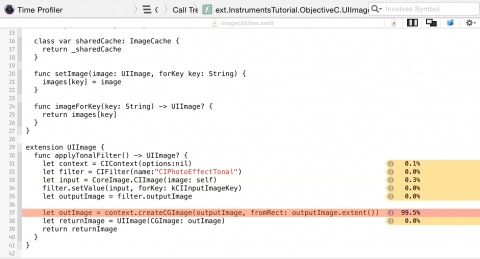 Time Profiler
Call Tre
ext.InstrumentsTutorial.ObjectiveC.UIImag
Involves Symbol
ImageUtilities.swift
15
16 class var sharedCache: ImageCache {
17 return _sharedCache
18 }
19
20 func setImage(image: UIImage, forKey key: String) {
21 images[key] = image
22 }
23
24 func imageForKey(key: String) -> UIImage? {
25 return images[key]
26 }
27 }
28
29 extension UIImage {
30 func applyTonalFilter() -> UIImage? {
31 let context = CIContext(options:nil) 0.1%
32 let filter = CIFilter(name:"CIPhotoEffectTonal") 0.0%
33 let input = CoreImage.CIImage(image: self) 0.3%
34 filter.setValue(input, forKey: kCIInputImageKey) 0.0%
35 let outputImage = filter.outputImage 0.0%
36
37 let outImage = context.createCGImage(outputImage, fromRect: outputImage.extent()) 99.5%
38 let returnImage = UIImage(CGImage: outImage) 0.0%
39 return returnImage
40 }
41 }
42